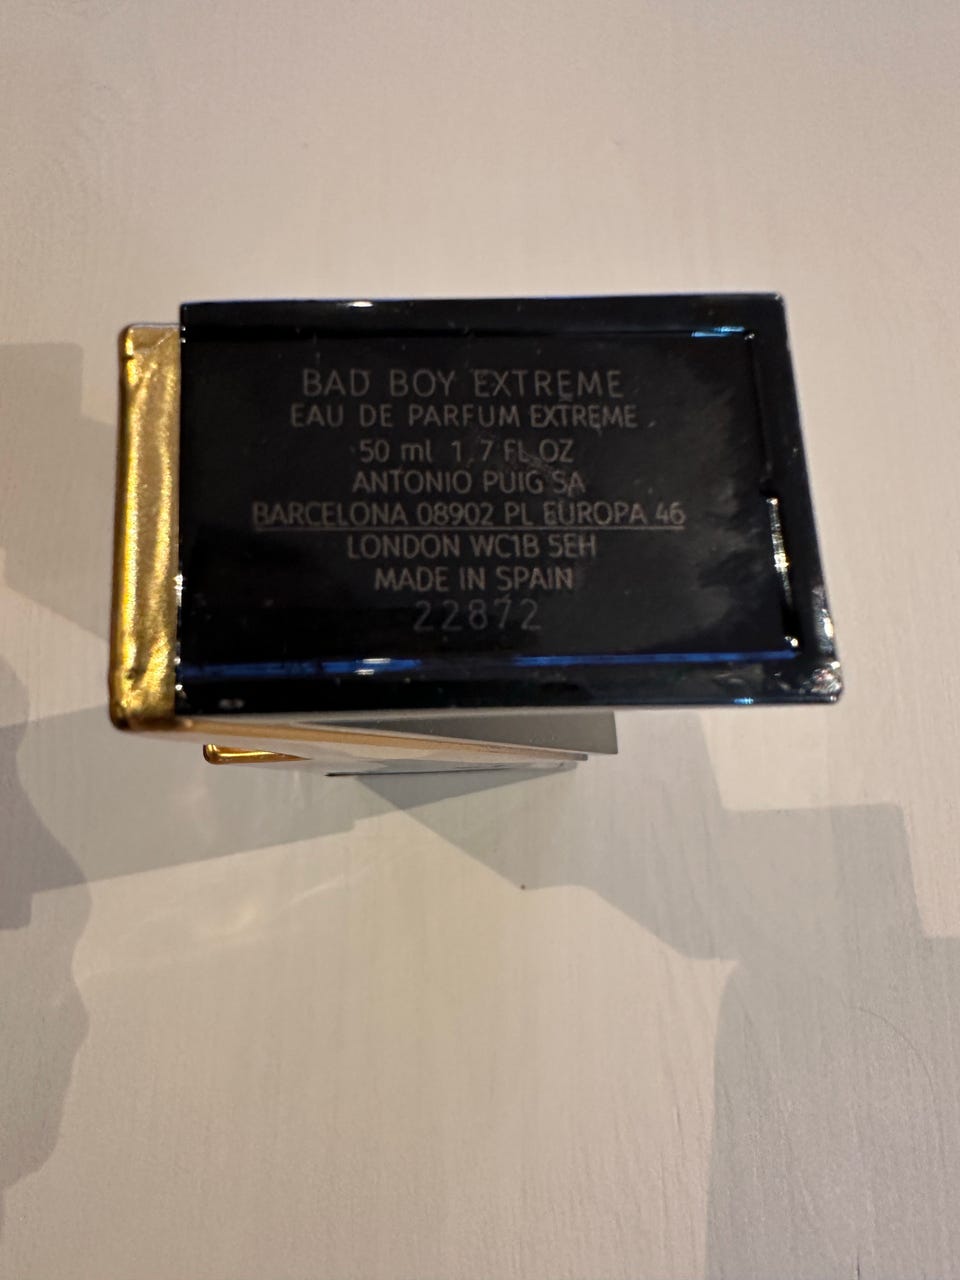 BAD BOY EXTREME
EAU DE PARFUM EXTREME
50 ml 1.7 FL.OZ
ANTONIO PUIG SA
BARCELONA 08902 PL EUROPA 46
LONDON WC1B 5EH
MADE IN SPAIN
22872